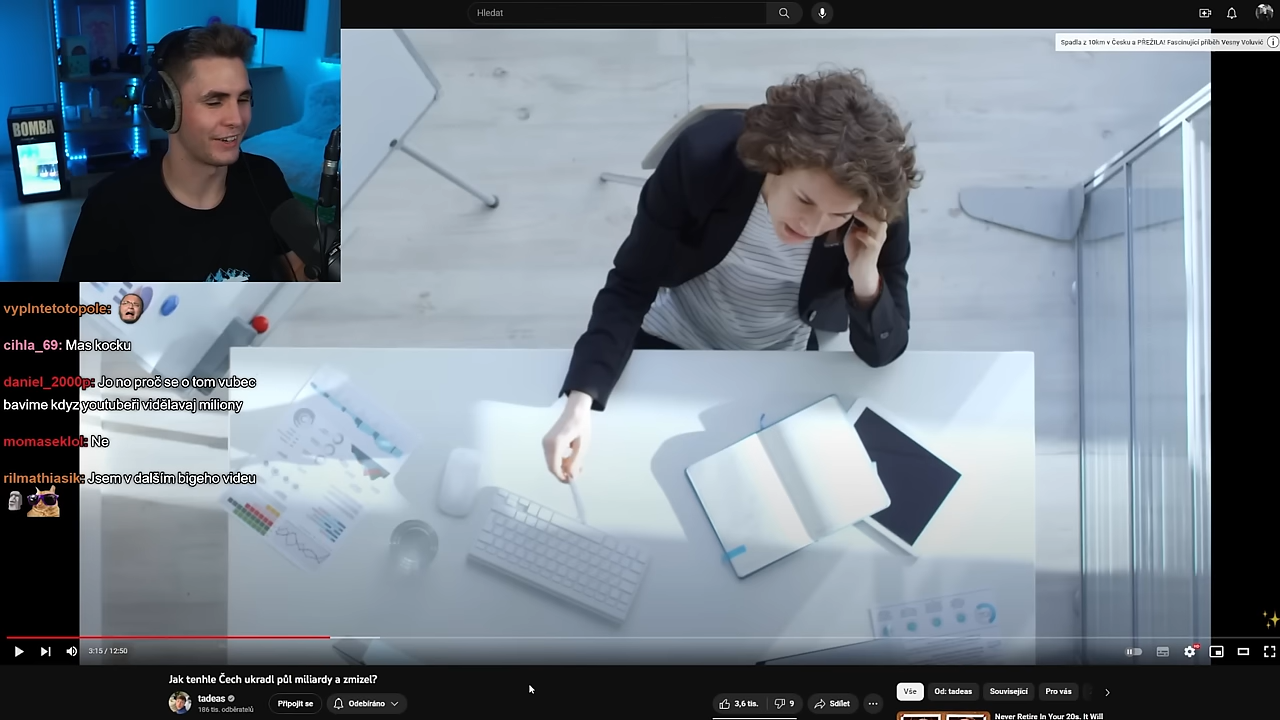 Hledat
Spadla z 10km v Česku a PŘEŽILA! Fascinující příběh Vesny Vulović
BOMBA
vyplntetotopole:
cihla_69: Mas kocku
daniel_2000p: Jo no proč se o tom vubec
bavime kdyz youtubeři vidělavaj miliony
momaseklol: Ne
rilmathiasik: Jsem v dalším bigeho videu
3:15 / 12:50
Jak tenhle Čech ukradl půl miliardy a zmizel?
tadeas
186 tis. odběratelů
Připojit se
Odebíráno
3,6 tis.
9
Sdílet
Vše
Od: tadeas
Související
Pro vás
Never Retire In Your 20s. It Will